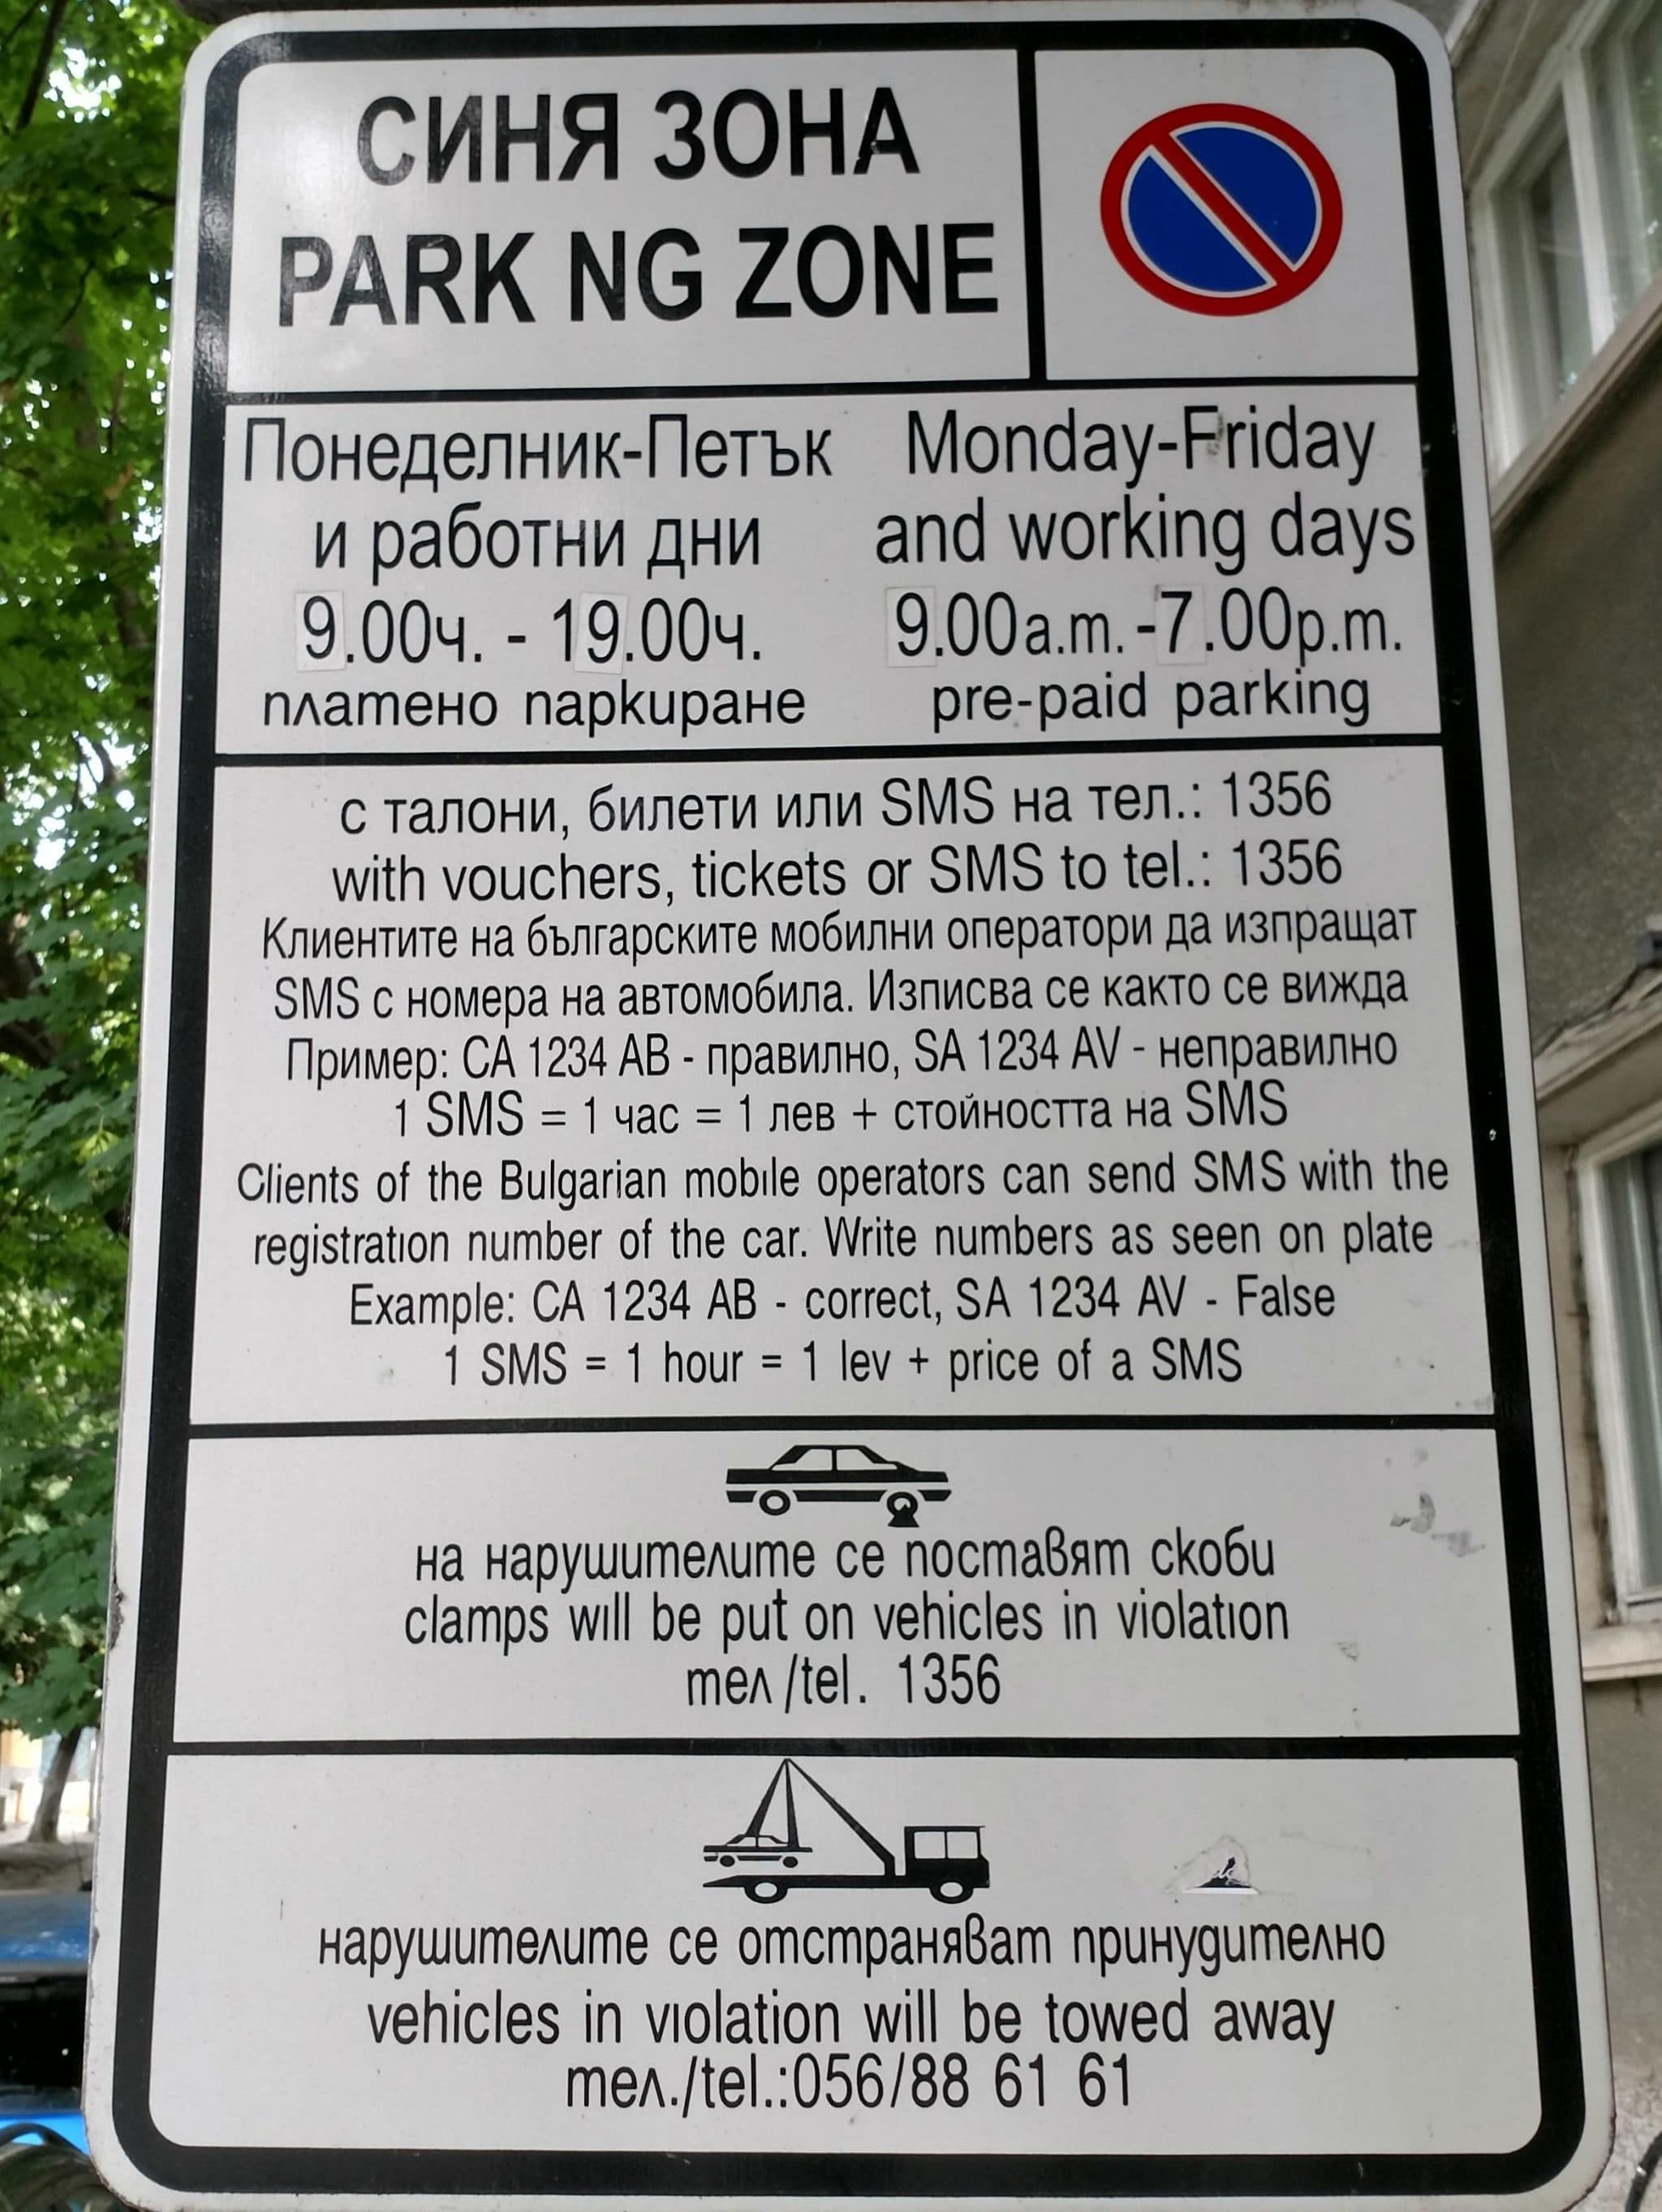 СИНЯ ЗОНА
PARK NG ZONE
Понеделник-Петък
и работни дни
9.00ч. - 19.00ч.
платено паркиране
Monday-Friday
and working days
9.00a.m. -7.00p.m.
pre-paid parking
с талони, билети или SMS на тел.: 1356
with vouchers, tickets or SMS to tel.: 1356
Клиентите на българските мобилни оператори да изпращат
SMS с номера на автомобила. Изписва се както се вижда
Пример: CA 1234 AB - правилно, SA 1234 AV - неправилно
1 SMS = 1 час = 1 лев + стойността на SMS
Clients of the Bulgarian mobile operators can send SMS with the
registration number of the car. Write numbers as seen on plate
Example: CA 1234 AB - correct, SA 1234 AV - False
1 SMS = 1 hour = 1 lev + price of a SMS
на нарушителите се поставят скоби
clamps will be put on vehicles in violation
тел /tel. 1356
нарушителите се отстраняват принудително
vehicles in violation will be towed away
тел./tel.:056/88 61 61